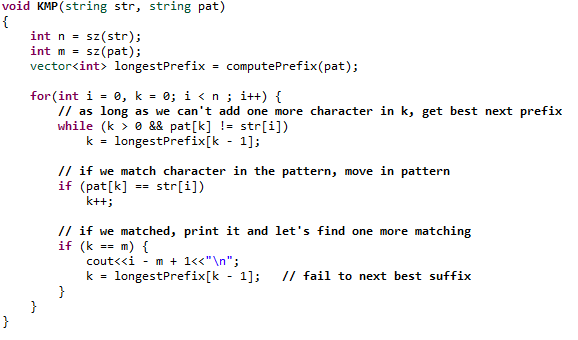 void KMP(string str, string pat)
{
    int n = sz(str);
    int m = sz(pat);
    vector<int> longestPrefix = computePrefix(pat);

    for(int i = 0, k = 0; i < n ; i++) {
        // as long as we can't add one more character in k, get best next prefix
        while (k > 0 && pat[k] != str[i])
            k = longestPrefix[k - 1];

        // if we match character in the pattern, move in pattern
        if (pat[k] == str[i])
            k++;

        // if we matched, print it and let's find one more matching
        if (k == m) {
            cout<<i - m + 1<<"\n";
            k = longestPrefix[k - 1];   // fail to next best suffix
        }
    }
}